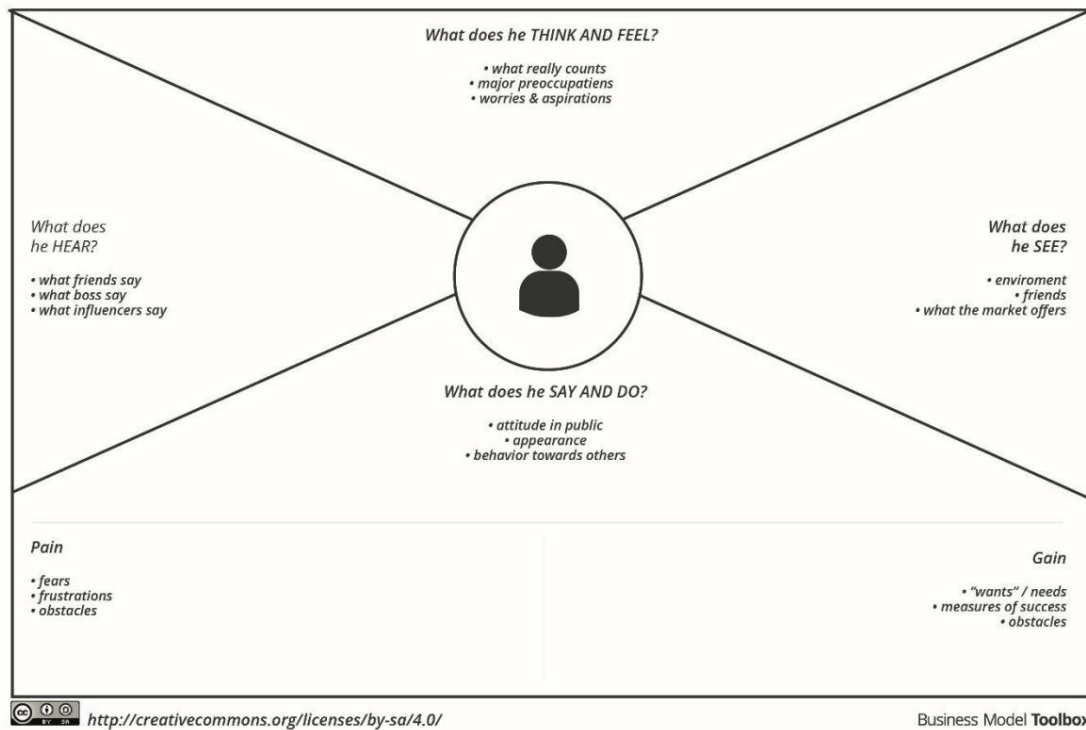 What does he THINK AND FEEL?
• what really counts
• major preoccupatiens
• worries & aspirations
What does
he HEAR?
• what friends say
• what boss say
• what influencers say
What does
he SEE?
• enviroment
• friends
• what the market offers
What does he SAY AND DO?
• attitude in public
• appearance
• behavior towards others
Pain
• fears
• frustrations
• obstacles
Gain
• “wants“ / needs
• measures of success
• obstacles
cc
BY SA
http://creativecommons.org/licenses/by-sa/4.0/
Business Model Toolbox